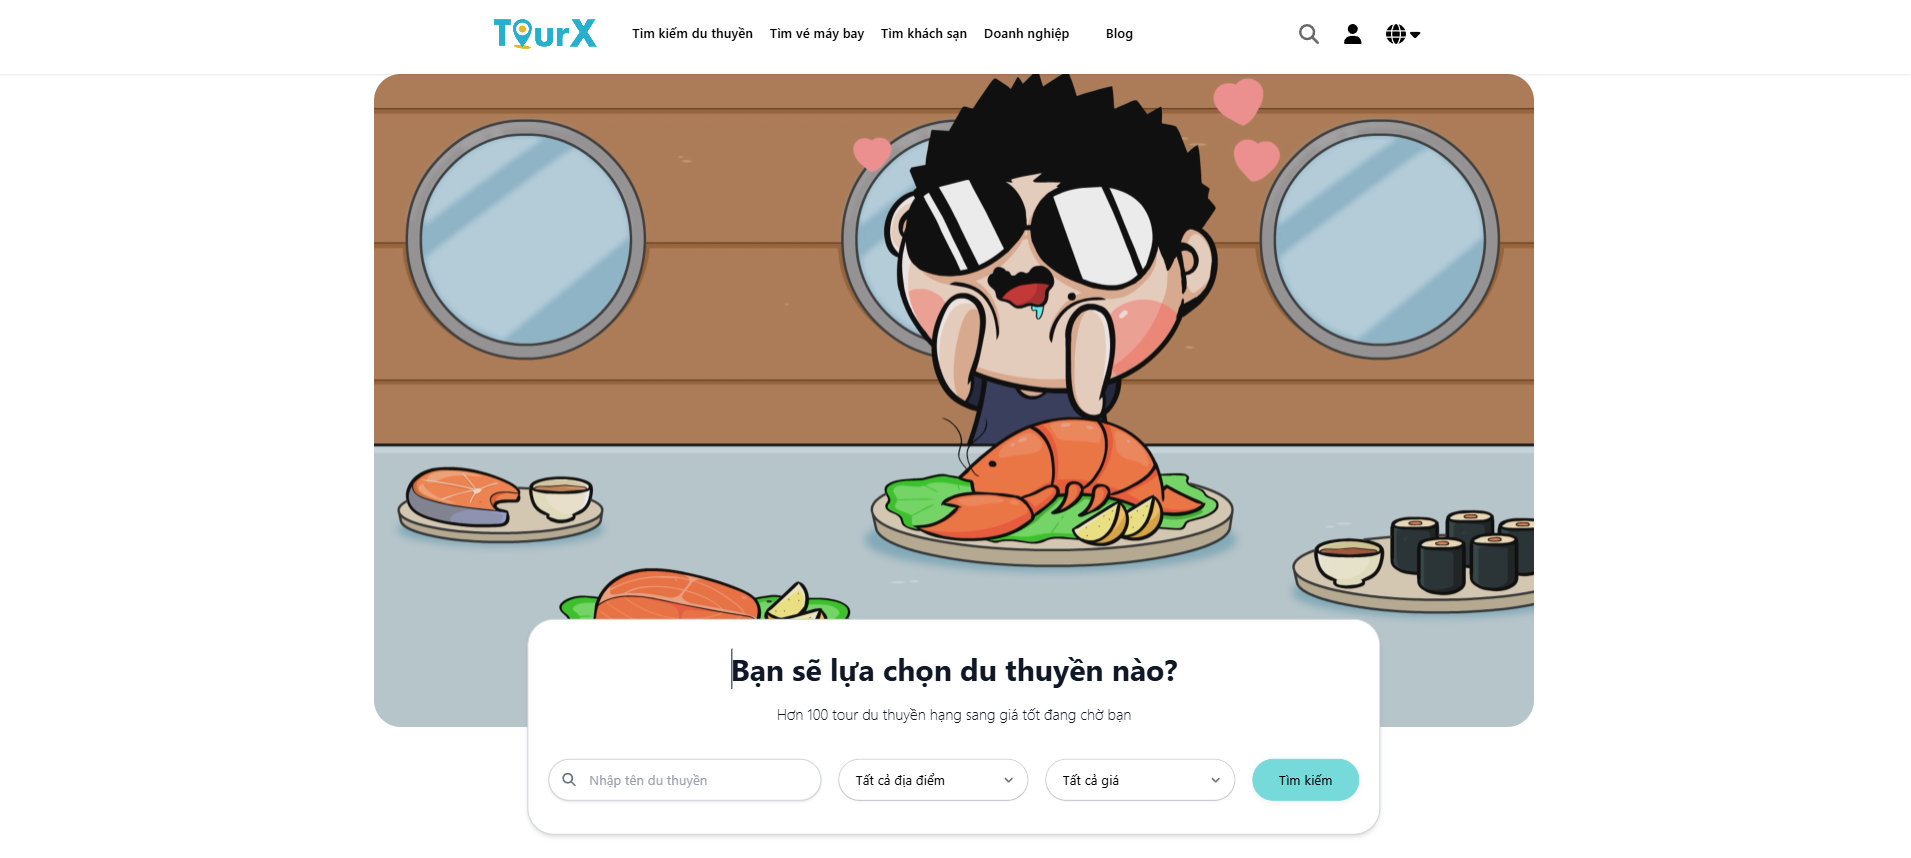 TourX
Tìm kiếm du thuyền
Tìm vé máy bay
Tìm khách sạn
Doanh nghiệp
Blog
Bạn sẽ lựa chọn du thuyền nào?
Hơn 100 tour du thuyền hạng sang giá tốt đang chờ bạn
Nhập tên du thuyền
Tất cả địa điểm
Tất cả giá
Tìm kiếm